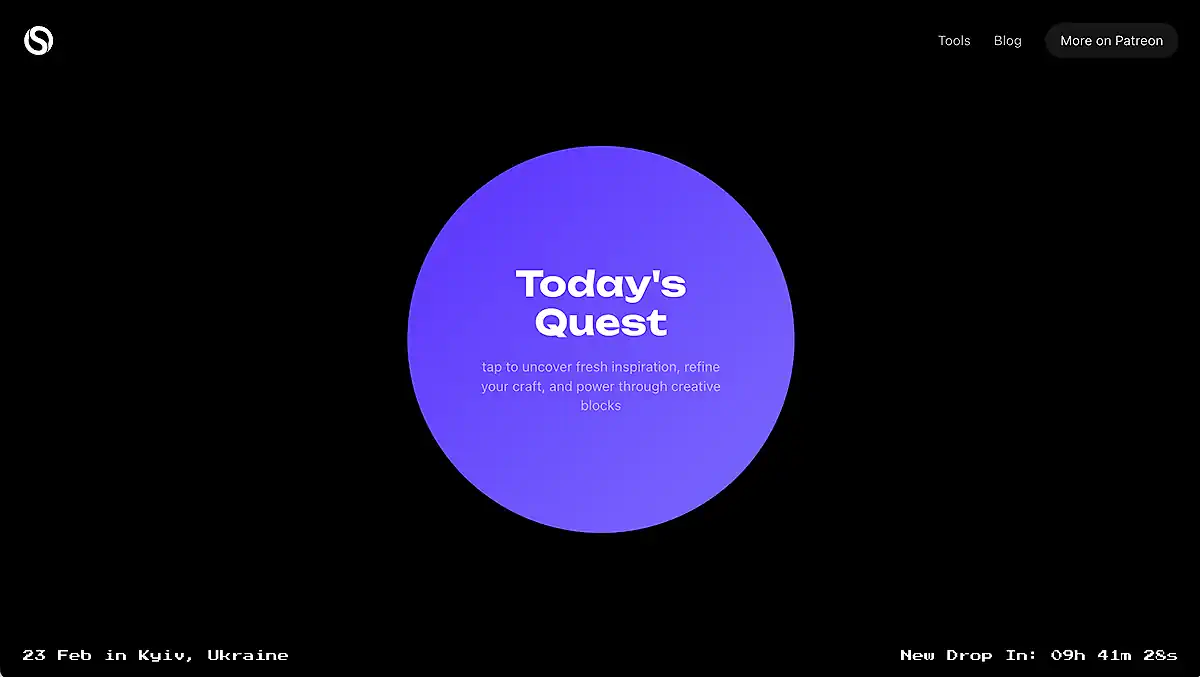 Tools
Blog
More on Patreon
Today's
Quest
tap to uncover fresh inspiration, refine
your craft, and power through creative
blocks
23 Feb in Kyiv, Ukraine
New Drop In: 09h 41m 28s